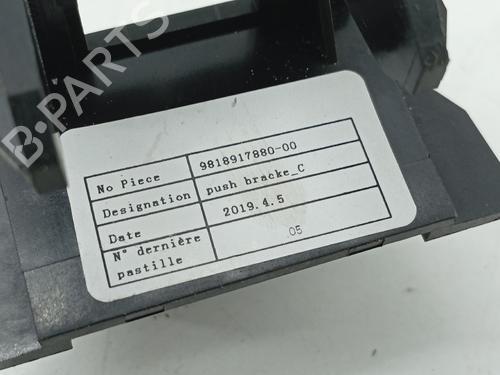 B-PARTS
No Piece 9818917880-00
Designation push bracke_C
Date 2019.4.5
N° dernière
pastille 05